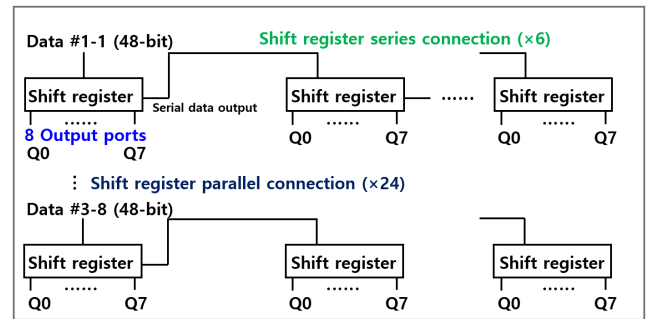 Data #1-1 (48-bit)
Shift register series connection (×6)
Shift register
Serial data output
Shift register
......
Shift register
......
8 Output ports
Q0 Q7
......
Q0 Q7
......
Q0 Q7
⋮ Shift register parallel connection (×24)
Data #3-8 (48-bit)
Shift register
Shift register
Shift register
......
Q0 Q7
......
Q0 Q7
......
Q0 Q7